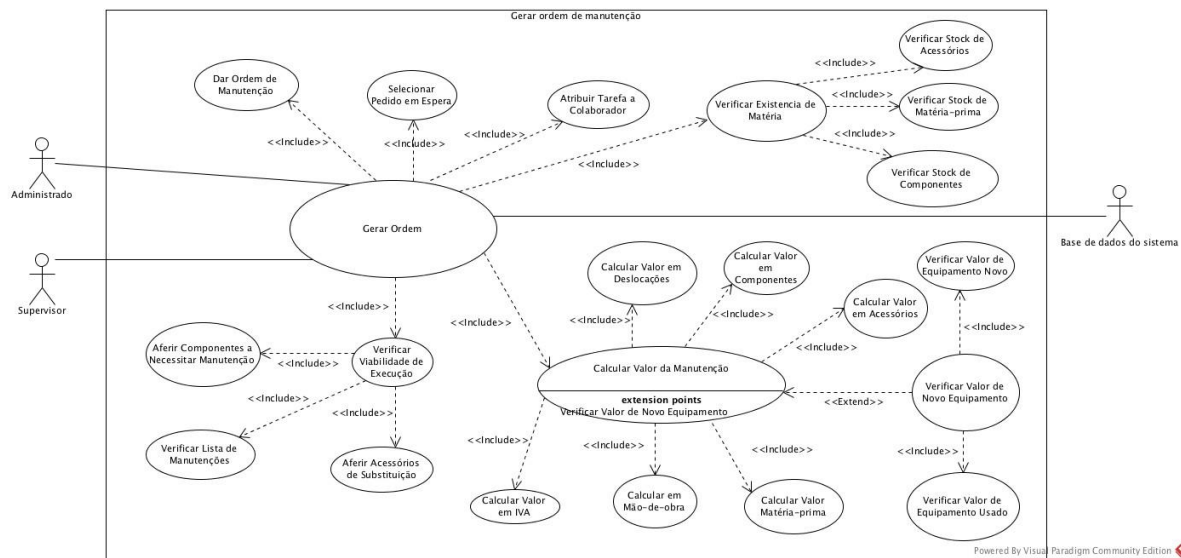 Gerar ordem de manutenção
Verificar Stock de
Acessórios
<<Include>>
Dar Ordem de
Manutenção
Selecionar
Pedido em Espera
Atribuir Tarefa a
Colaborador
Verificar Existencia de
Matéria
<<Include>>
Verificar Stock de
Matéria-prima
<<Include>>
<<Include>>
<<Include>>
<<Include>>
<<Include>>
Verificar Stock de
Componentes
Administrado
Gerar Ordem
Base de dados do sistema
Supervisor
Calcular Valor em
Deslocações
Calcular Valor
em
Componentes
Verificar Valor de
Equipamento Novo
Calcular Valor
em Acessórios
<<Include>>
<<Include>>
<<Include>>
<<Include>>
<<Include>>
<<Include>>
Aferir Componentes a
Necessitar Manutenção
<<Include>>
Verificar
Viabilidade de
Execução
Calcular Valor da Manutenção
extension points
Verificar Valor de Novo Equipamento
<<Extend>>
Verificar Valor de
Novo Equipamento
<<Include>>
<<Include>>
<<Include>>
<<Include>>
<<Include>>
<<Include>>
Verificar Lista de
Manutenções
Aferir Acessórios
de Substituição
Calcular Valor
em IVA
Calcular em
Mão-de-obra
Calcular Valor
Matéria-prima
Verificar Valor de
Equipamento Usado
Powered By Visual Paradigm Community Edition